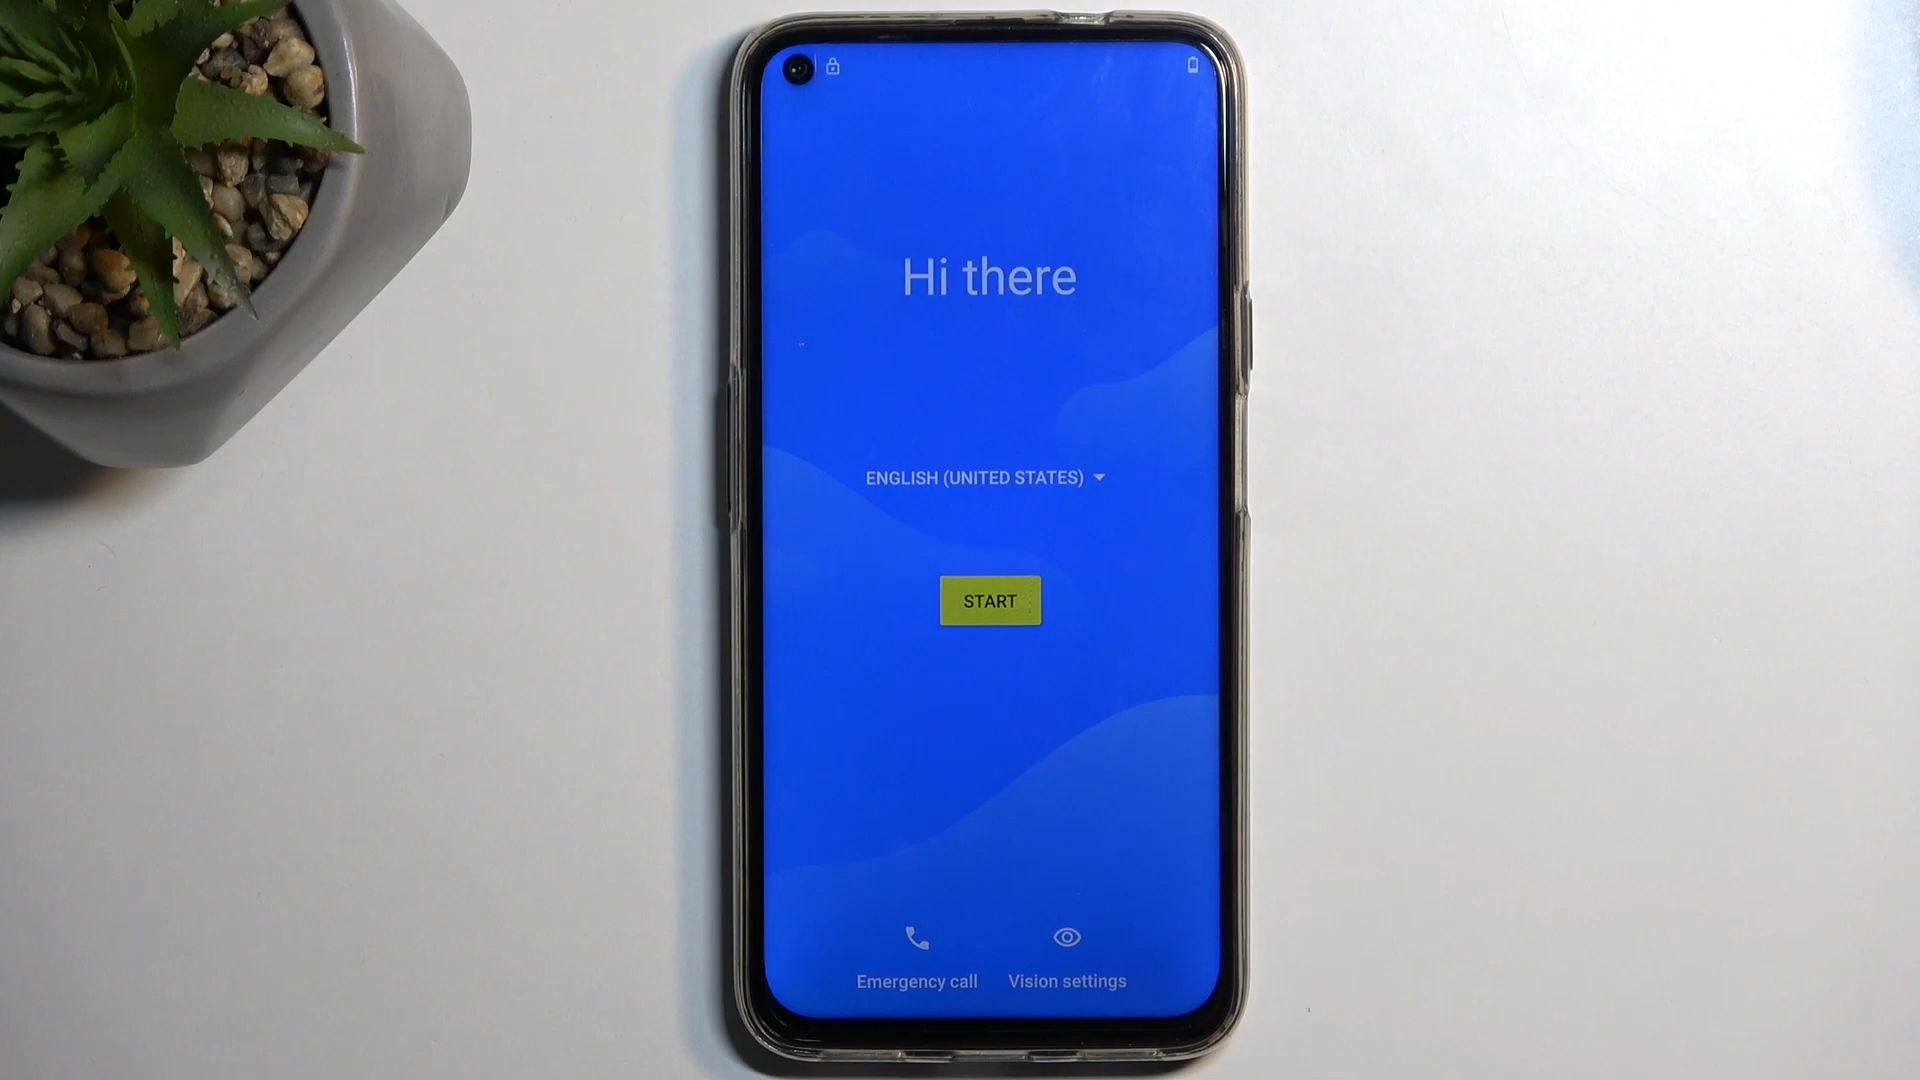 Hi there
ENGLISH (UNITED STATES)
START
Emergency call
Vision settings